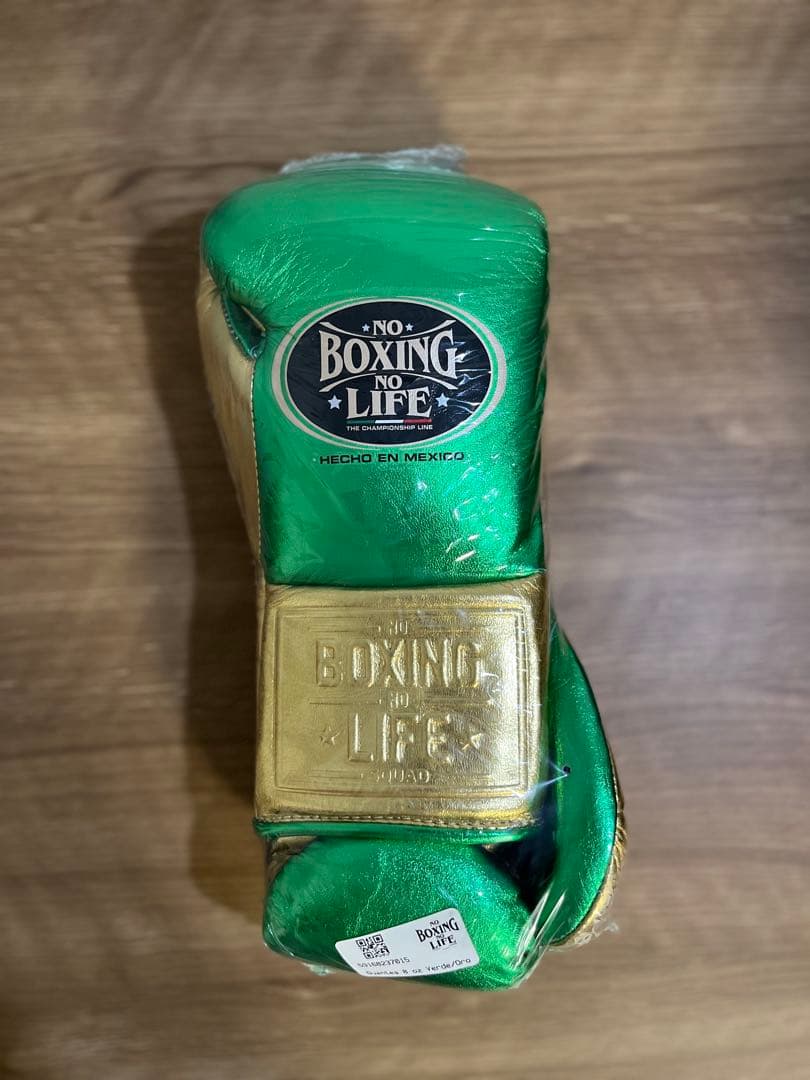 NO
BOXING
NO
LIFE
THE CHAMPIONSHIP LINE
HECHO EN MEXICO
NO
BOXING
NO
LIFE
SQUAD
NO
BOXING
NO
LIFE
Guantes 8 oz Verde/Oro